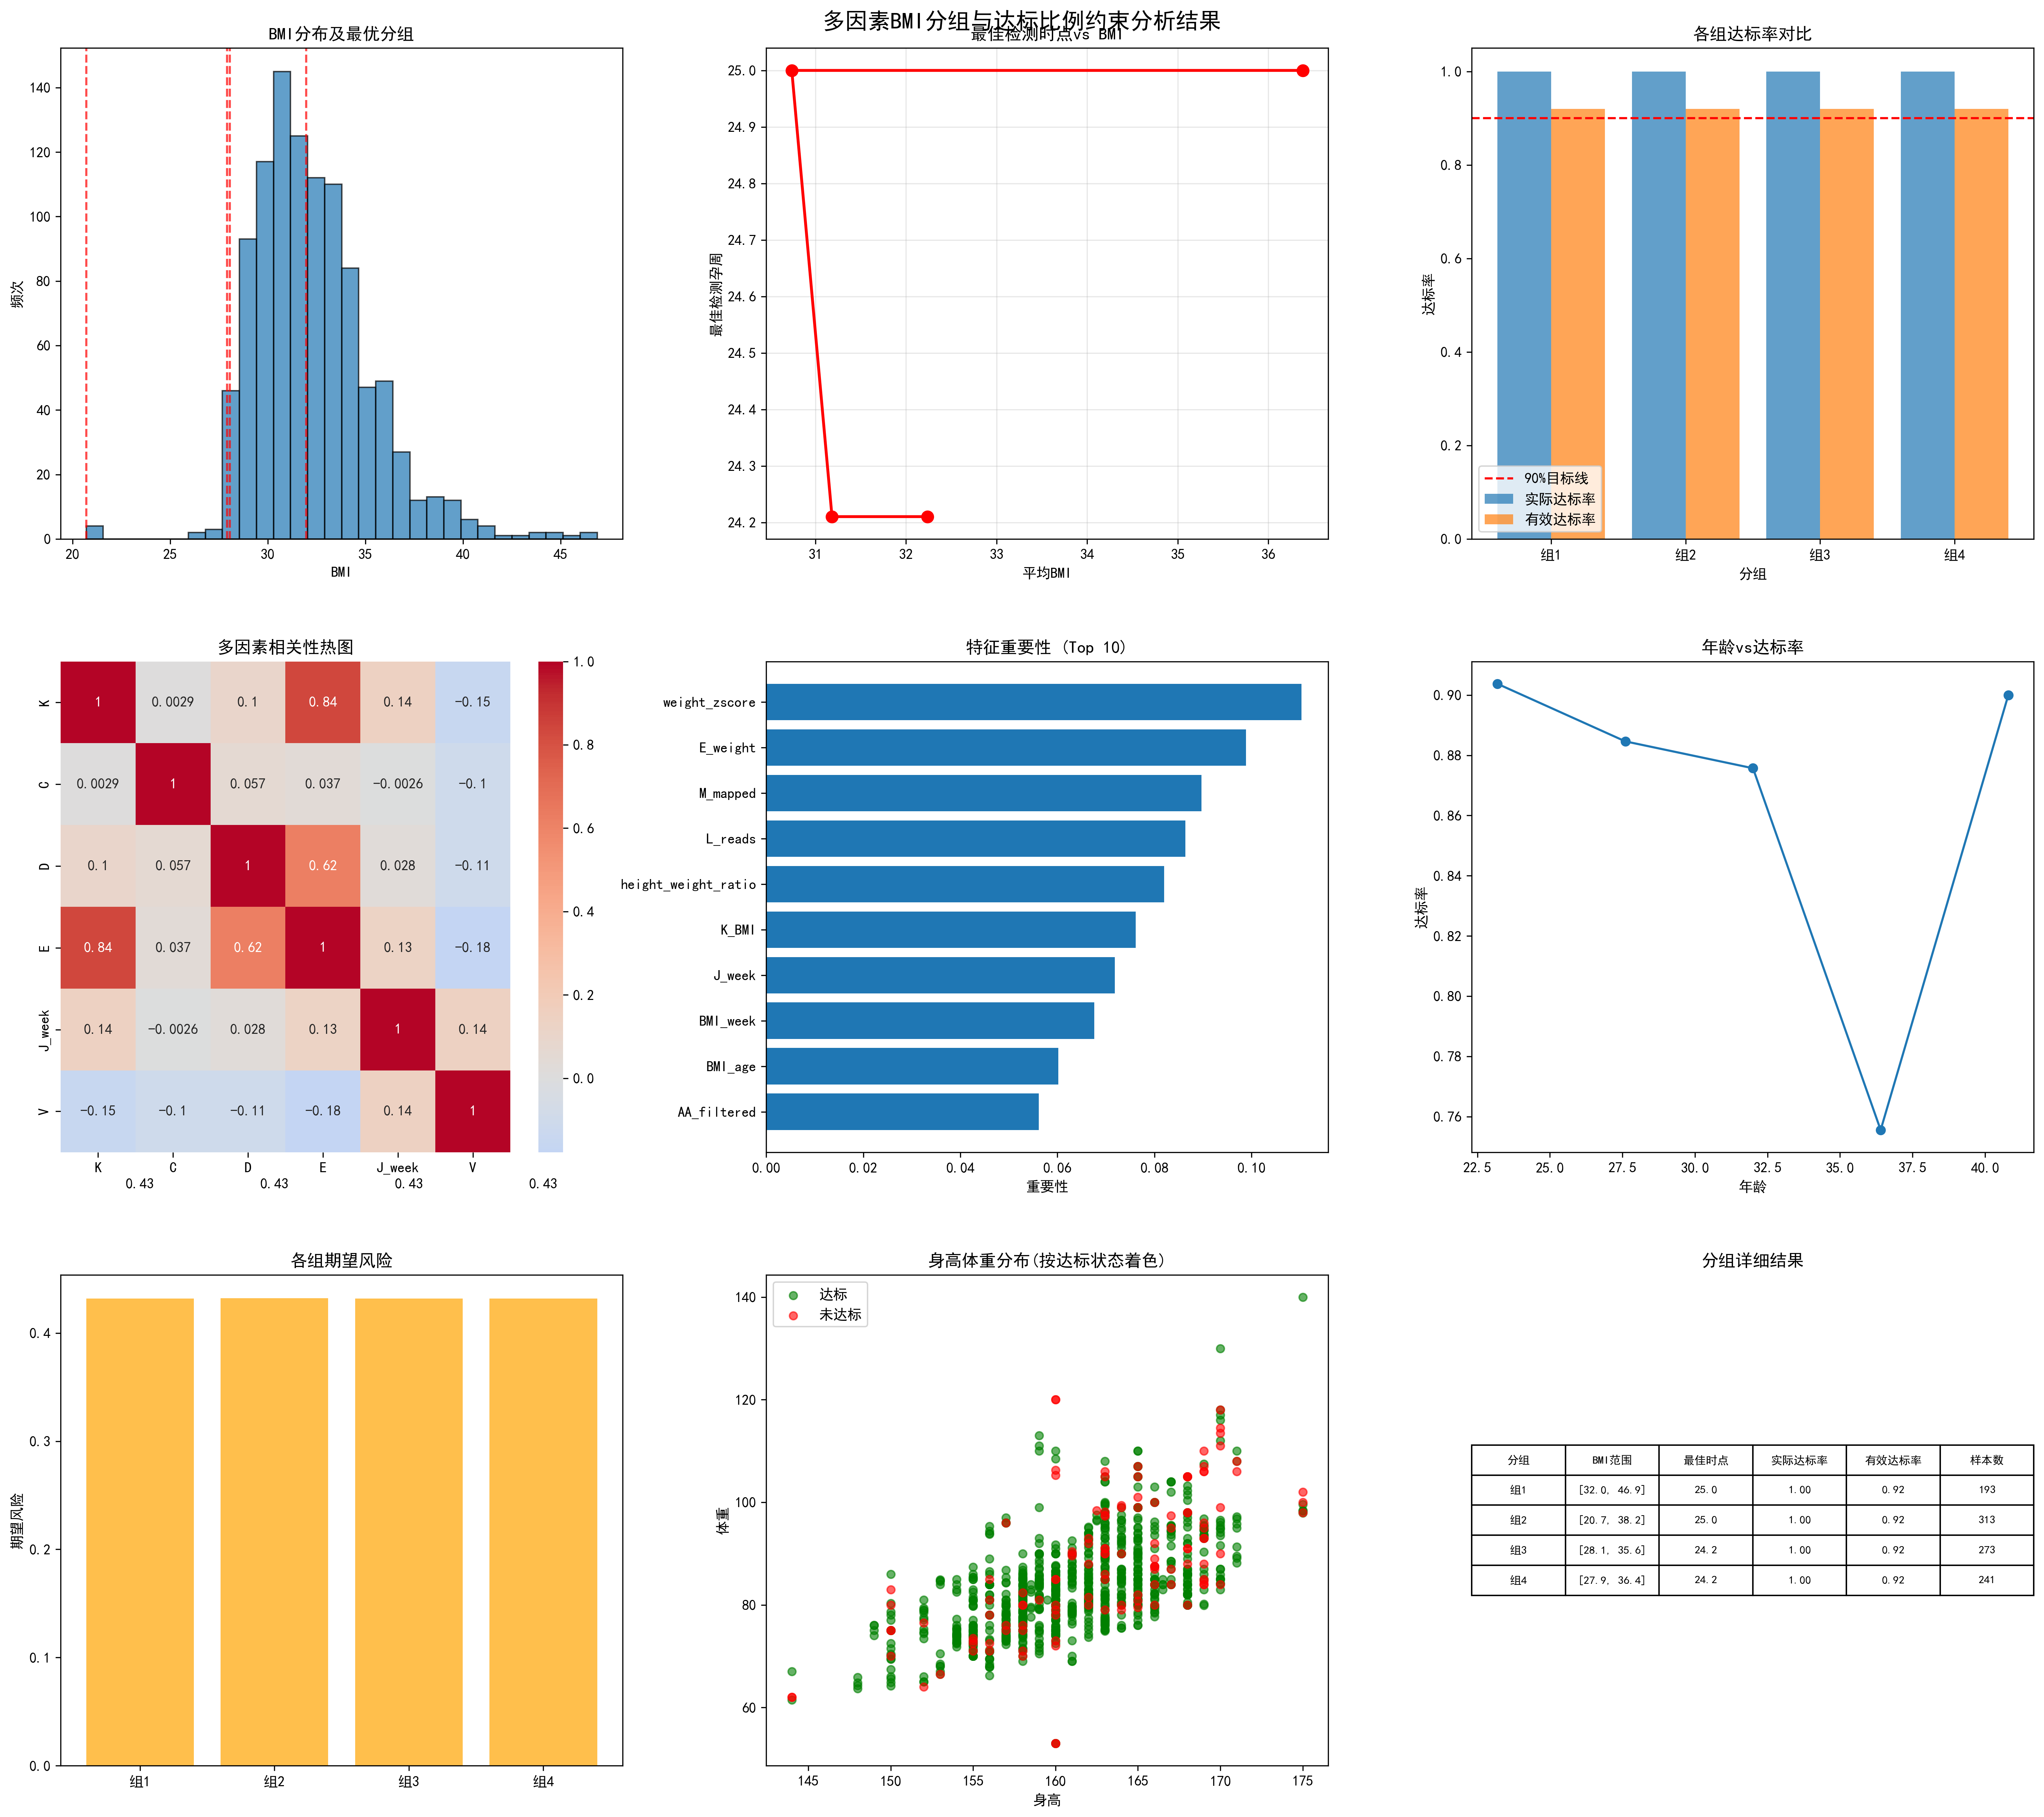 多因素BMI分组与达标比例约束分析结果
BMI分布及最优分组
140
120
100
80
60
40
20
0
频次
20 25 30 35 40 45
BMI
最佳检测时点vs BMI
25.0
24.9
24.8
24.7
24.6
24.5
24.4
24.3
24.2
最佳检测孕周
31 32 33 34 35 36
平均BMI
各组达标率对比
1.0
0.8
0.6
0.4
0.2
0.0
达标率
90%目标线
实际达标率
有效达标率
组1 组2 组3 组4
分组
多因素相关性热图
K 1 0.0029 0.1 0.84 0.14 −0.15
C 0.0029 1 0.057 0.037 −0.0026 −0.1
D 0.1 0.057 1 0.62 0.028 −0.11
E 0.84 0.037 0.62 1 0.13 −0.18
J_week 0.14 −0.0026 0.028 0.13 1 0.14
V −0.15 −0.1 −0.11 −0.18 0.14 1
K C D E J_week V
1.0
0.8
0.6
0.4
0.2
0.0
0.43 0.43 0.43 0.43
特征重要性 (Top 10)
weight_zscore
E_weight
M_mapped
L_reads
height_weight_ratio
K_BMI
J_week
BMI_week
BMI_age
AA_filtered
0.00 0.02 0.04 0.06 0.08 0.10
重要性
年龄vs达标率
0.90
0.88
0.86
0.84
0.82
0.80
0.78
0.76
达标率
22.5 25.0 27.5 30.0 32.5 35.0 37.5 40.0
年龄
各组期望风险
0.4
0.3
0.2
0.1
0.0
期望风险
组1 组2 组3 组4
身高体重分布(按达标状态着色)
达标
未达标
140
120
100
80
60
体重
145 150 155 160 165 170 175
身高
分组详细结果
分组 BMI范围 最佳时点 实际达标率 有效达标率 样本数
组1 [32.0, 46.9] 25.0 1.00 0.92 193
组2 [20.7, 38.2] 25.0 1.00 0.92 313
组3 [28.1, 35.6] 24.2 1.00 0.92 273
组4 [27.9, 36.4] 24.2 1.00 0.92 241